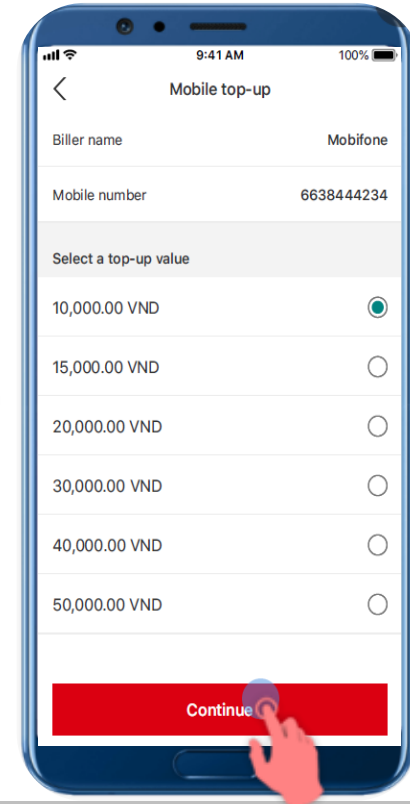 9:41 AM 100%
Mobile top-up
Biller name Mobifone
Mobile number 6638444234
Select a top-up value
10,000.00 VND
15,000.00 VND
20,000.00 VND
30,000.00 VND
40,000.00 VND
50,000.00 VND
Continue